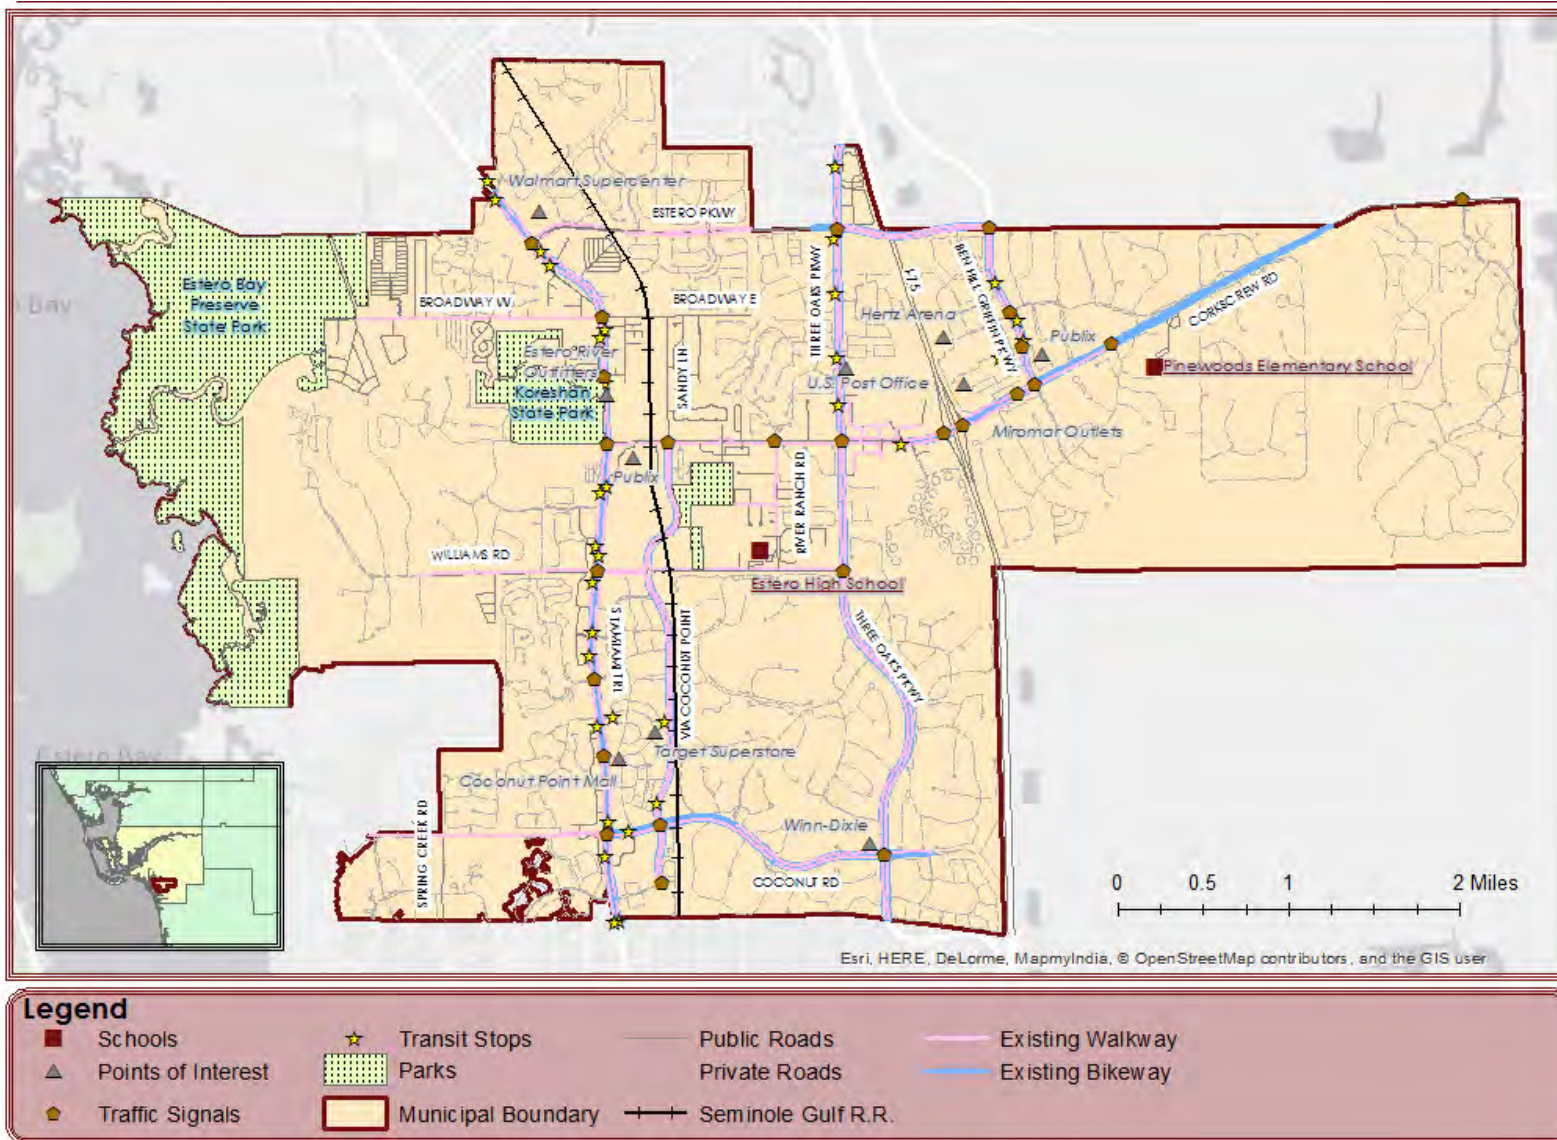 Walmart Supercenter
ESTERO PKWY
Estero Bay
Preserve
State Park
Bay
BROADWAY W
BROADWAY E
THREE OAKS PKWY
I-75
BEN HILL GRIFFIN PKWY
CORKSCREW RD
Hertz Arena
Publix
Estero River
Outfitters
Koreshan
State Park
SANDY LN
U.S. Post Office
Pinewoods Elementary School
Miromar Outlets
Publix
RIVER RANCH RD
WILLIAMS RD
Estero High School
S TAMIAMI TRL
VIA COCONUT POINT
THREE OAKS PKWY
Estero Bay
Target Superstore
Coconut Point Mall
SPRING CREEK RD
Winn-Dixie
COCONUT RD
0 0.5 1 2 Miles
Esri, HERE, DeLorme, MapmyIndia, © OpenStreetMap contributors, and the GIS user
Legend
Schools
Transit Stops
Public Roads
Existing Walkway
Points of Interest
Parks
Private Roads
Existing Bikeway
Traffic Signals
Municipal Boundary
Seminole Gulf R.R.